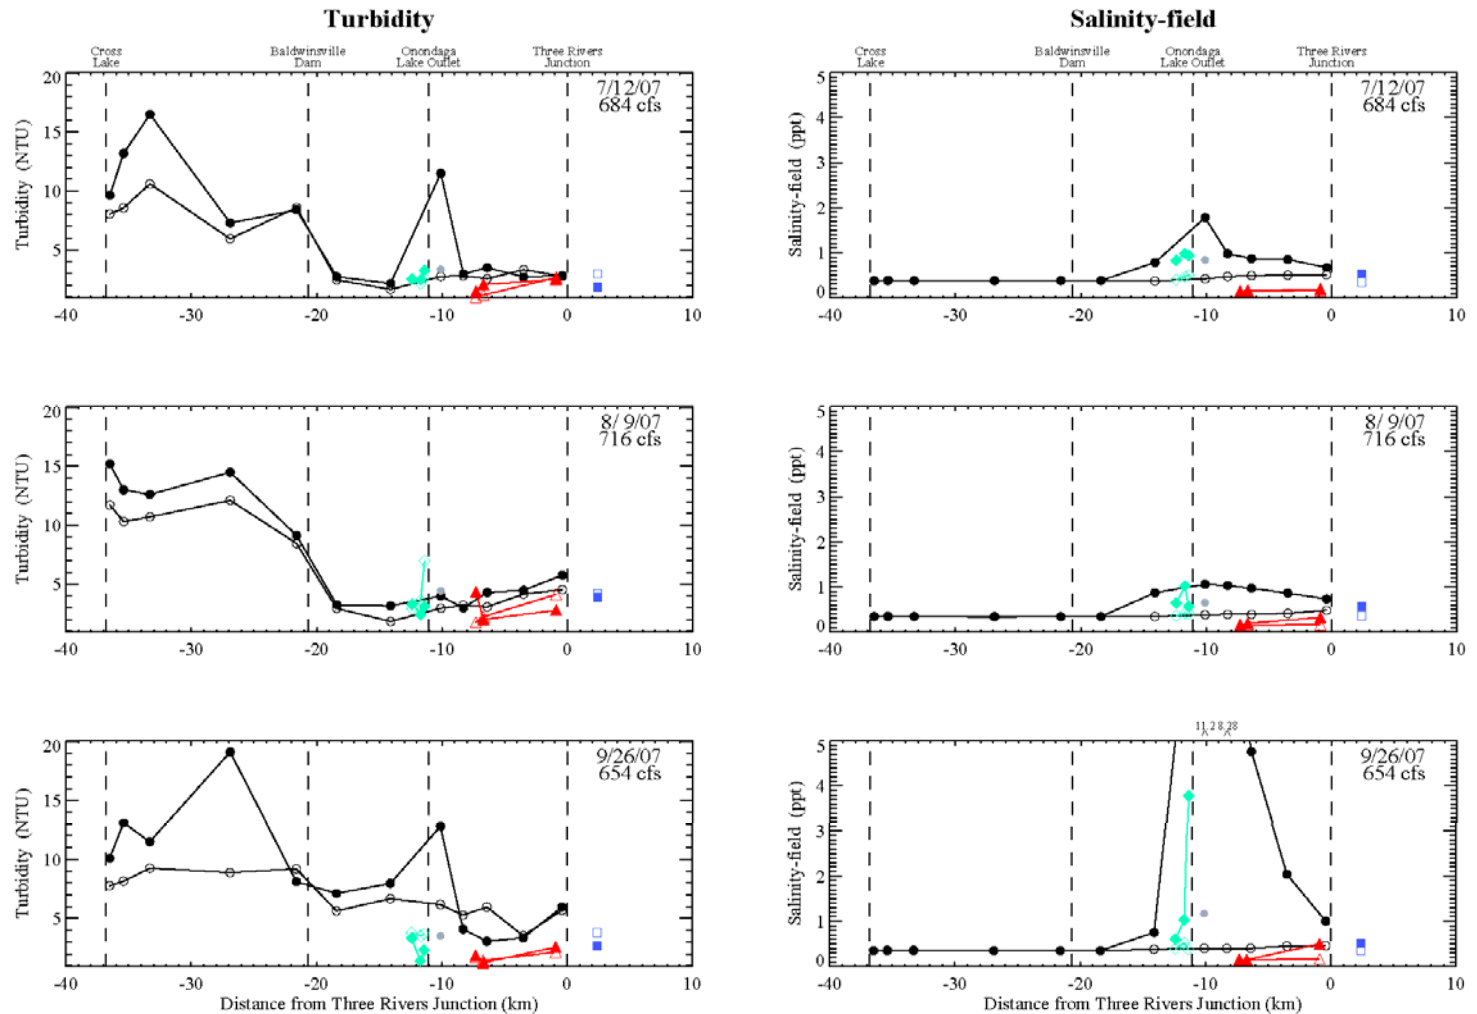 Turbidity
Salinity-field
Cross Lake
Baldwinsville Dam
Onondaga Lake Outlet
Three Rivers Junction
Cross Lake
Baldwinsville Dam
Onondaga Lake Outlet
Three Rivers Junction
Turbidity (NTU)
20
15
10
5
7/12/07
684 cfs
-40 -30 -20 -10 0 10
Salinity-field (ppt)
5
4
3
2
1
0
7/12/07
684 cfs
-40 -30 -20 -10 0 10
Turbidity (NTU)
20
15
10
5
8/ 9/07
716 cfs
-40 -30 -20 -10 0 10
Salinity-field (ppt)
5
4
3
2
1
0
8/ 9/07
716 cfs
-40 -30 -20 -10 0 10
Turbidity (NTU)
20
15
10
5
9/26/07
654 cfs
-40 -30 -20 -10 0 10
Distance from Three Rivers Junction (km)
11.2 8.28
Salinity-field (ppt)
5
4
3
2
1
0
9/26/07
654 cfs
-40 -30 -20 -10 0 10
Distance from Three Rivers Junction (km)